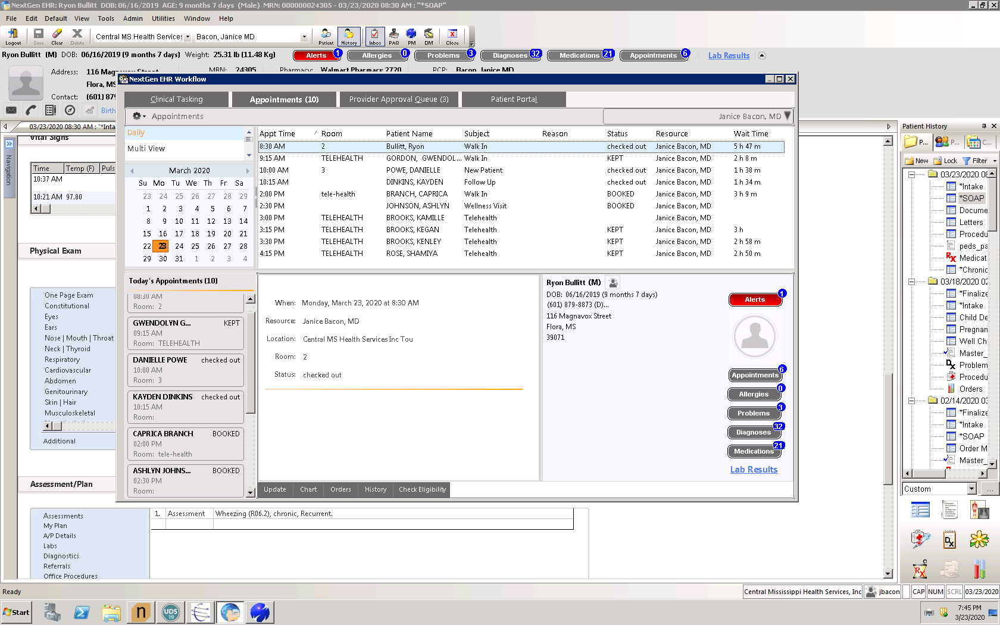 NextGen EHR: Ryon Bullitt DOB: 06/16/2019 AGE: 9 months 7 days (Male) MRN: 000000024305 - 03/23/2020 08:30 AM : "*SOAP"
File Edit Default View Tools Admin Utilities Window Help
Central MS Health Services Bacon, Janice MD
Logout Save Clear Delete Patient History Inbox PAQ PM DM Close
Ryon Bullitt (M) DOB: 06/16/2019 (9 months 7 days) Weight: 25.31 lb (11.48 Kg) Alerts 1 Allergies 0 Problems 3 Diagnoses 32 Medications 21 Appointments 6 Lab Results
Address: 116 Magnavox Street MRN: 24305 Pharmacy: Walmart Pharmacy 2720 PCP: Bacon, Janice MD
Flora, MS
Contact: (601) 879
Birth
NextGen EHR Workflow
Clinical Tasking Appointments (10) Provider Approval Queue (3) Patient Portal
Appointments Janice Bacon, MD
03/23/2020 08:30 AM : "*Inta
Navigation
Vital Signs
Time Temp (F) Puls
10:37 AM
10:21 AM 97.80
Physical Exam
One Page Exam
Constitutional
Eyes
Ears
Nose | Mouth | Throat
Neck | Thyroid
Respiratory
Cardiovascular
Abdomen
Genitourinary
Skin | Hair
Musculoskeletal
Additional
Assessment/Plan
Assessments
My Plan
A/P Details
Labs
Diagnostics
Referrals
Office Procedures
1. Assessment Wheezing (R06.2), chronic, Recurrent.
Daily
Multi View
March 2020
Su Mo Tu We Th Fr Sa
23 24 25 26 27 28 29
1 2 3 4 5 6 7
8 9 10 11 12 13 14
15 16 17 18 19 20 21
22 23 24 25 26 27 28
29 30 31 1 2 3 4
Appt Time Room Patient Name Subject Reason Status Resource Wait Time
8:30 AM 2 Bullitt, Ryon Walk In checked out Janice Bacon, MD 5 h 47 m
9:15 AM TELEHEALTH GORDON, GWENDOL... Walk In KEPT Janice Bacon, MD 2 h 8 m
10:00 AM 3 POWE, DANIELLE New Patient checked out Janice Bacon, MD 1 h 38 m
10:15 AM DINKINS, KAYDEN Follow Up checked out Janice Bacon, MD 1 h 34 m
2:00 PM tele-health BRANCH, CAPRICA Walk In BOOKED Janice Bacon, MD 3 h 9 m
2:30 PM JOHNSON, ASHLYN Wellness Visit BOOKED Janice Bacon, MD
3:00 PM TELEHEALTH BROOKS, KAMILLE Telehealth Janice Bacon, MD
3:15 PM TELEHEALTH BROOKS, KEGAN Telehealth KEPT Janice Bacon, MD 3 h
3:30 PM TELEHEALTH BROOKS, KENLEY Telehealth KEPT Janice Bacon, MD 2 h 58 m
4:15 PM TELEHEALTH ROSE, SHAMIYA Telehealth KEPT Janice Bacon, MD 2 h 50 m
Today's Appointments (10)
08:30 AM
Room: 2
GWENDOLYN G... KEPT
09:15 AM
Room: TELEHEALTH
DANIELLE POWE checked out
10:00 AM
Room: 3
KAYDEN DINKINS checked out
10:15 AM
Room:
CAPRICA BRANCH BOOKED
02:00 PM
Room: tele-health
ASHLYN JOHNS... BOOKED
02:30 PM
Room:
When: Monday, March 23, 2020 at 8:30 AM
Resource: Janice Bacon, MD
Location: Central MS Health Services Inc Tou
Room: 2
Status: checked out
Update Chart Orders History Check Eligibility
Ryon Bullitt (M)
DOB: 06/16/2019 (9 months 7 days)
(601) 879-8873 (D)...
116 Magnavox Street
Flora, MS
39071
Alerts 1
Appointments 6
Allergies 0
Problems 3
Diagnoses 32
Medications 21
Lab Results
Patient History
P... P... C...
New Lock Filter
03/23/2020 08
*Intake
*SOAP
Docume
Letters
Procedu
peds_pa
Medicat
*Chronic
03/18/2020 02
*Finalize
*Intake
Child De
Pregnan
Well Ch
Master_
Problem
Procedu
Orders
02/14/2020 03
*Finalize
*Intake
*SOAP
Order M
Master_
Custom ...
Ready Central Mississippi Health Services, Inc jbacon CAP NUM SCRL 03/23/2020
Start n UDS 19 7:45 PM
3/23/2020